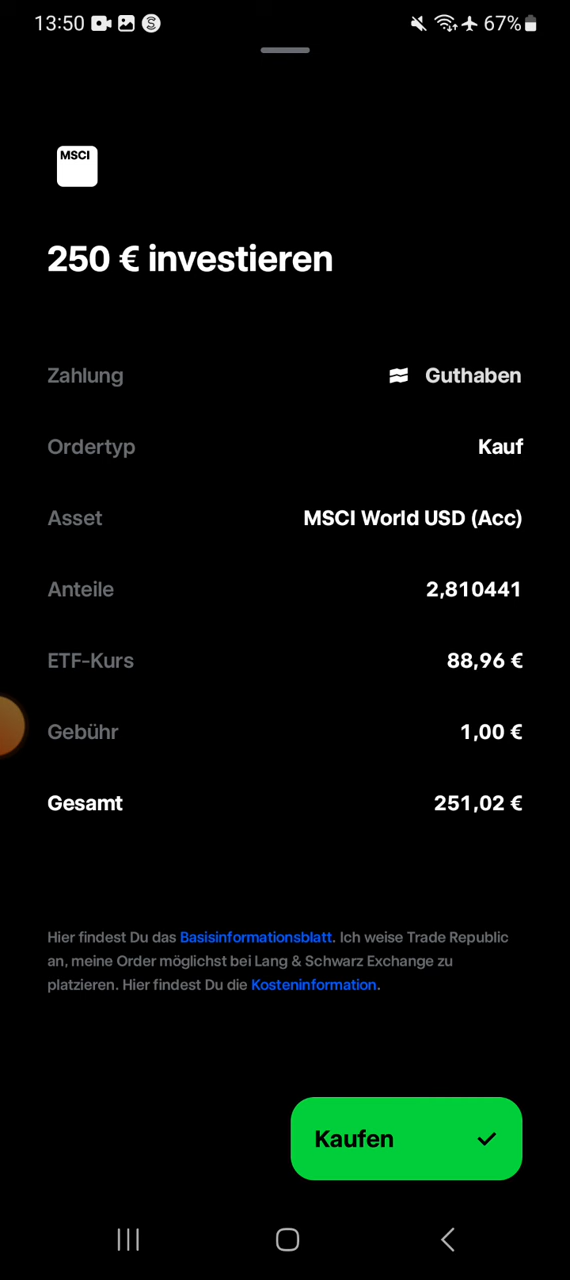 13:50
67%
MSCI
250 € investieren
Zahlung Guthaben
Ordertyp Kauf
Asset MSCI World USD (Acc)
Anteile 2,810441
ETF-Kurs 88,96 €
Gebühr 1,00 €
Gesamt 251,02 €
Hier findest Du das Basisinformationsblatt. Ich weise Trade Republic
an, meine Order möglichst bei Lang & Schwarz Exchange zu
platzieren. Hier findest Du die Kosteninformation.
Kaufen